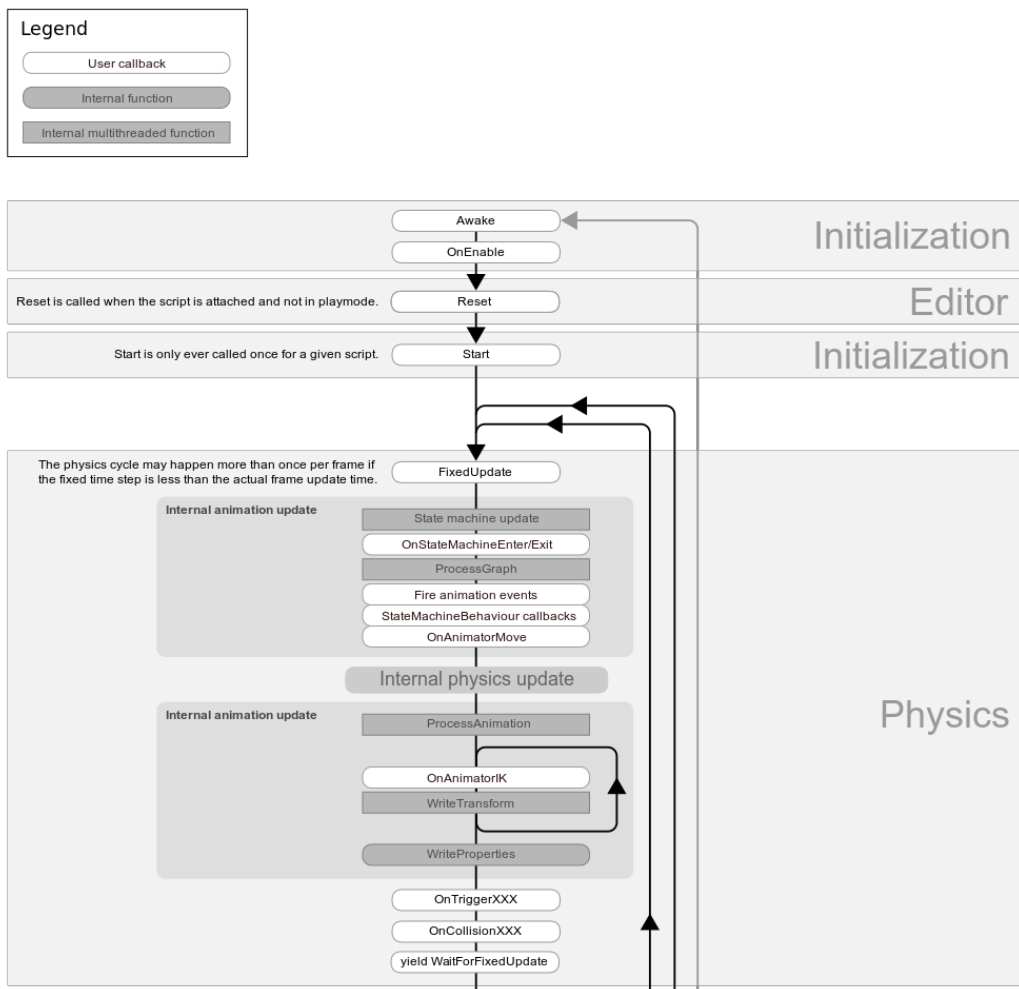 Legend
User callback
Internal function
Internal multithreaded function
Awake
Initialization
OnEnable
Reset is called when the script is attached and not in playmode.
Reset
Editor
Start is only ever called once for a given script.
Start
Initialization
The physics cycle may happen more than once per frame if
the fixed time step is less than the actual frame update time.
FixedUpdate
Internal animation update
State machine update
OnStateMachineEnter/Exit
ProcessGraph
Fire animation events
StateMachineBehaviour callbacks
OnAnimatorMove
Internal physics update
Physics
Internal animation update
ProcessAnimation
OnAnimatorIK
WriteTransform
WriteProperties
OnTriggerXXX
OnCollisionXXX
yield WaitForFixedUpdate